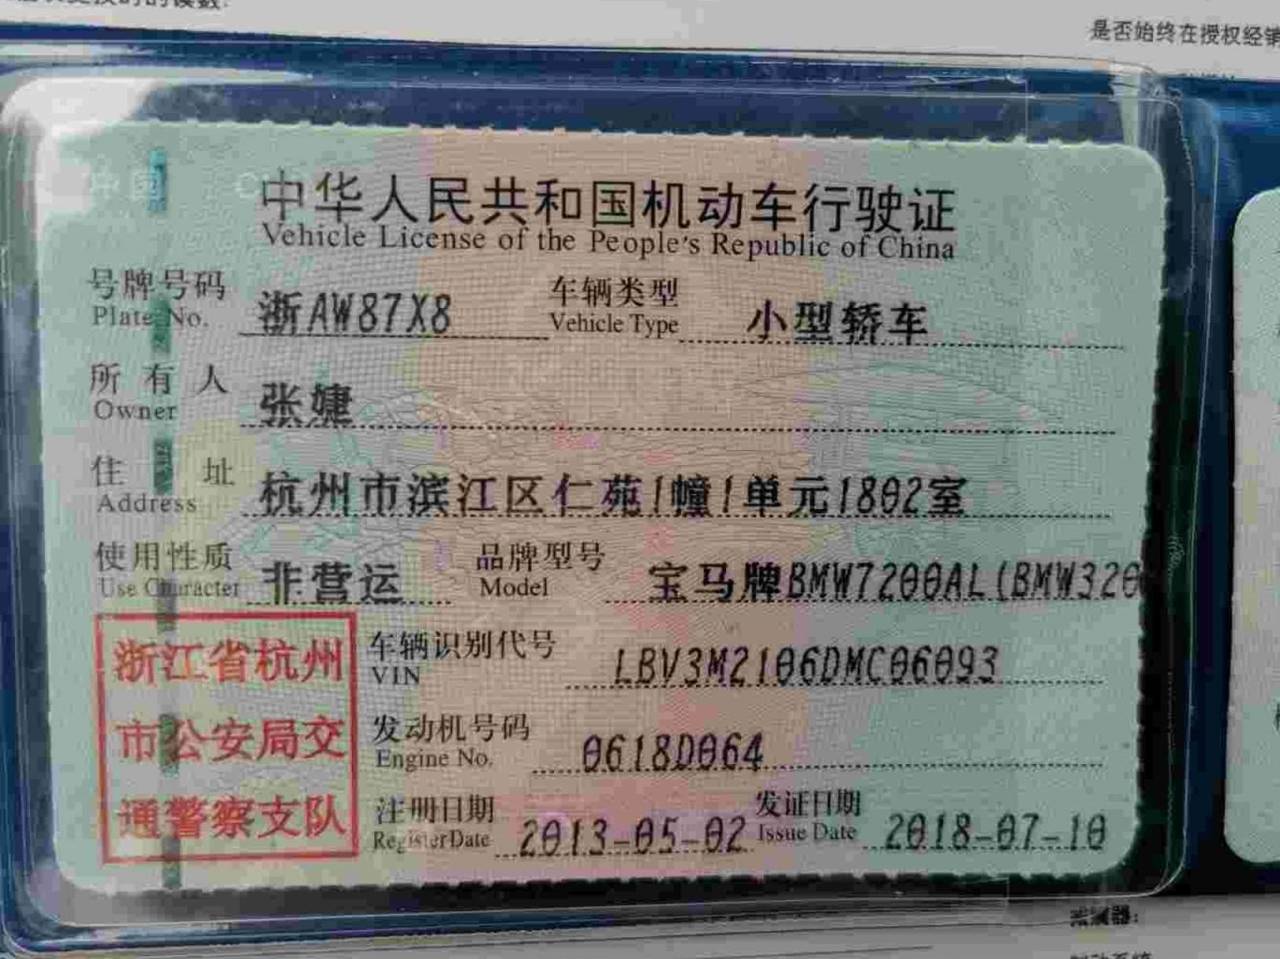 是否始终在授权经销
中华人民共和国机动车行驶证
Vehicle License of the People's Republic of China
号牌号码 浙AW87X8 车辆类型 小型轿车
Plate No. Vehicle Type
所有人 张婕
Owner
住址 杭州市滨江区仁苑1幢1单元1802室
Address
使用性质 非营运 品牌型号 宝马牌BMW7200AL(BMW320
Use Character Model
浙江省杭州
市公安局交
通警察支队
车辆识别代号 LBV3M2106DMC06093
VIN
发动机号码 0618D064
Engine No.
注册日期 2013-05-02 发证日期 2018-07-10
Register Date Issue Date